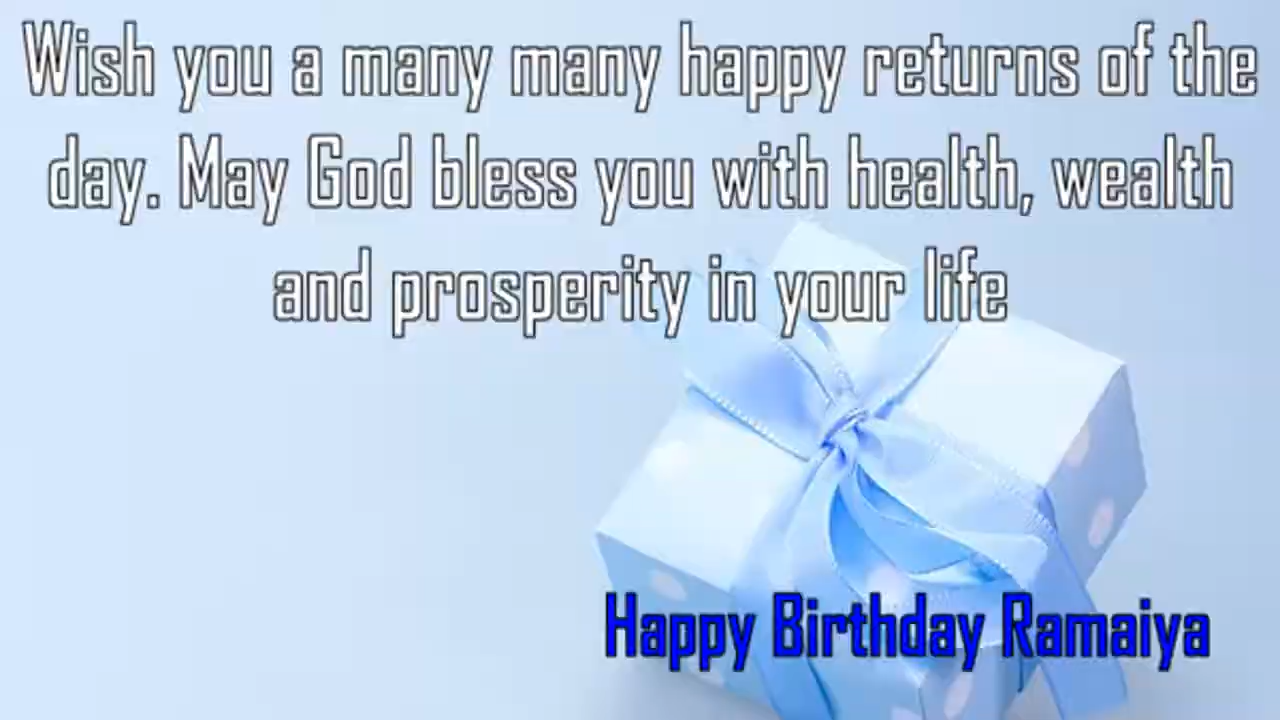 Wish you a many many happy returns of the
day. May God bless you with health, wealth
and prosperity in your life
Happy Birthday Ramaiya